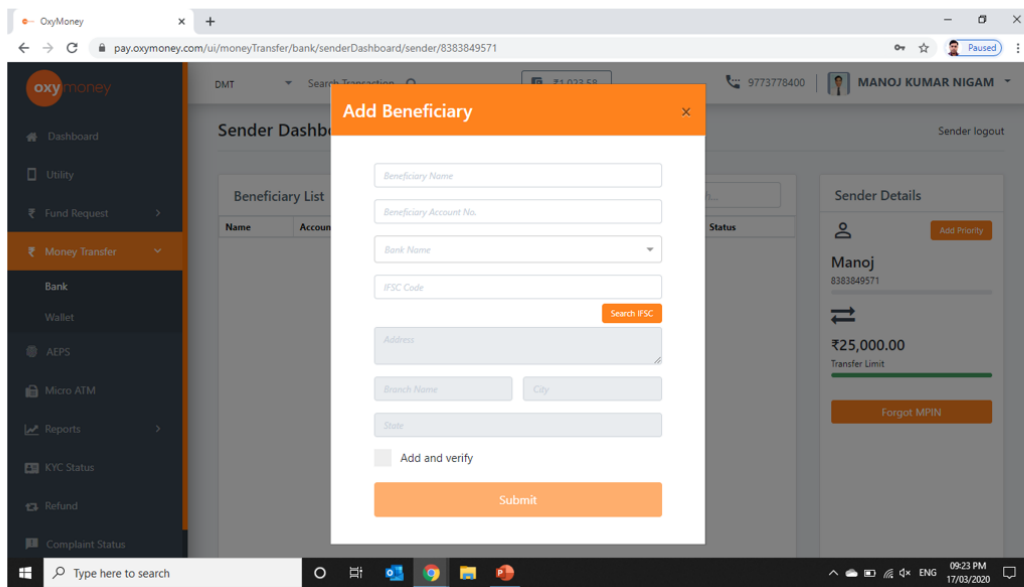 OxyMoney
pay.oxymoney.com/ui/moneyTransfer/bank/senderDashboard/sender/8383849571
Paused
oxymoney
DMT
Search Transaction
₹1,023.58
9773778400
MANOJ KUMAR NIGAM
Dashboard
Utility
Fund Request
Money Transfer
Bank
Wallet
AEPS
Micro ATM
Reports
KYC Status
Refund
Complaint Status
Sender Dashb
Sender logout
Beneficiary List
Name
Accoun
Status
Add Beneficiary
Beneficiary Name
Beneficiary Account No.
Bank Name
IFSC Code
Search IFSC
Address
Branch Name
City
State
Add and verify
Submit
Sender Details
Add Priority
Manoj
8383849571
₹25,000.00
Transfer Limit
Forgot MPIN
Type here to search
ENG
09:23 PM
17/03/2020